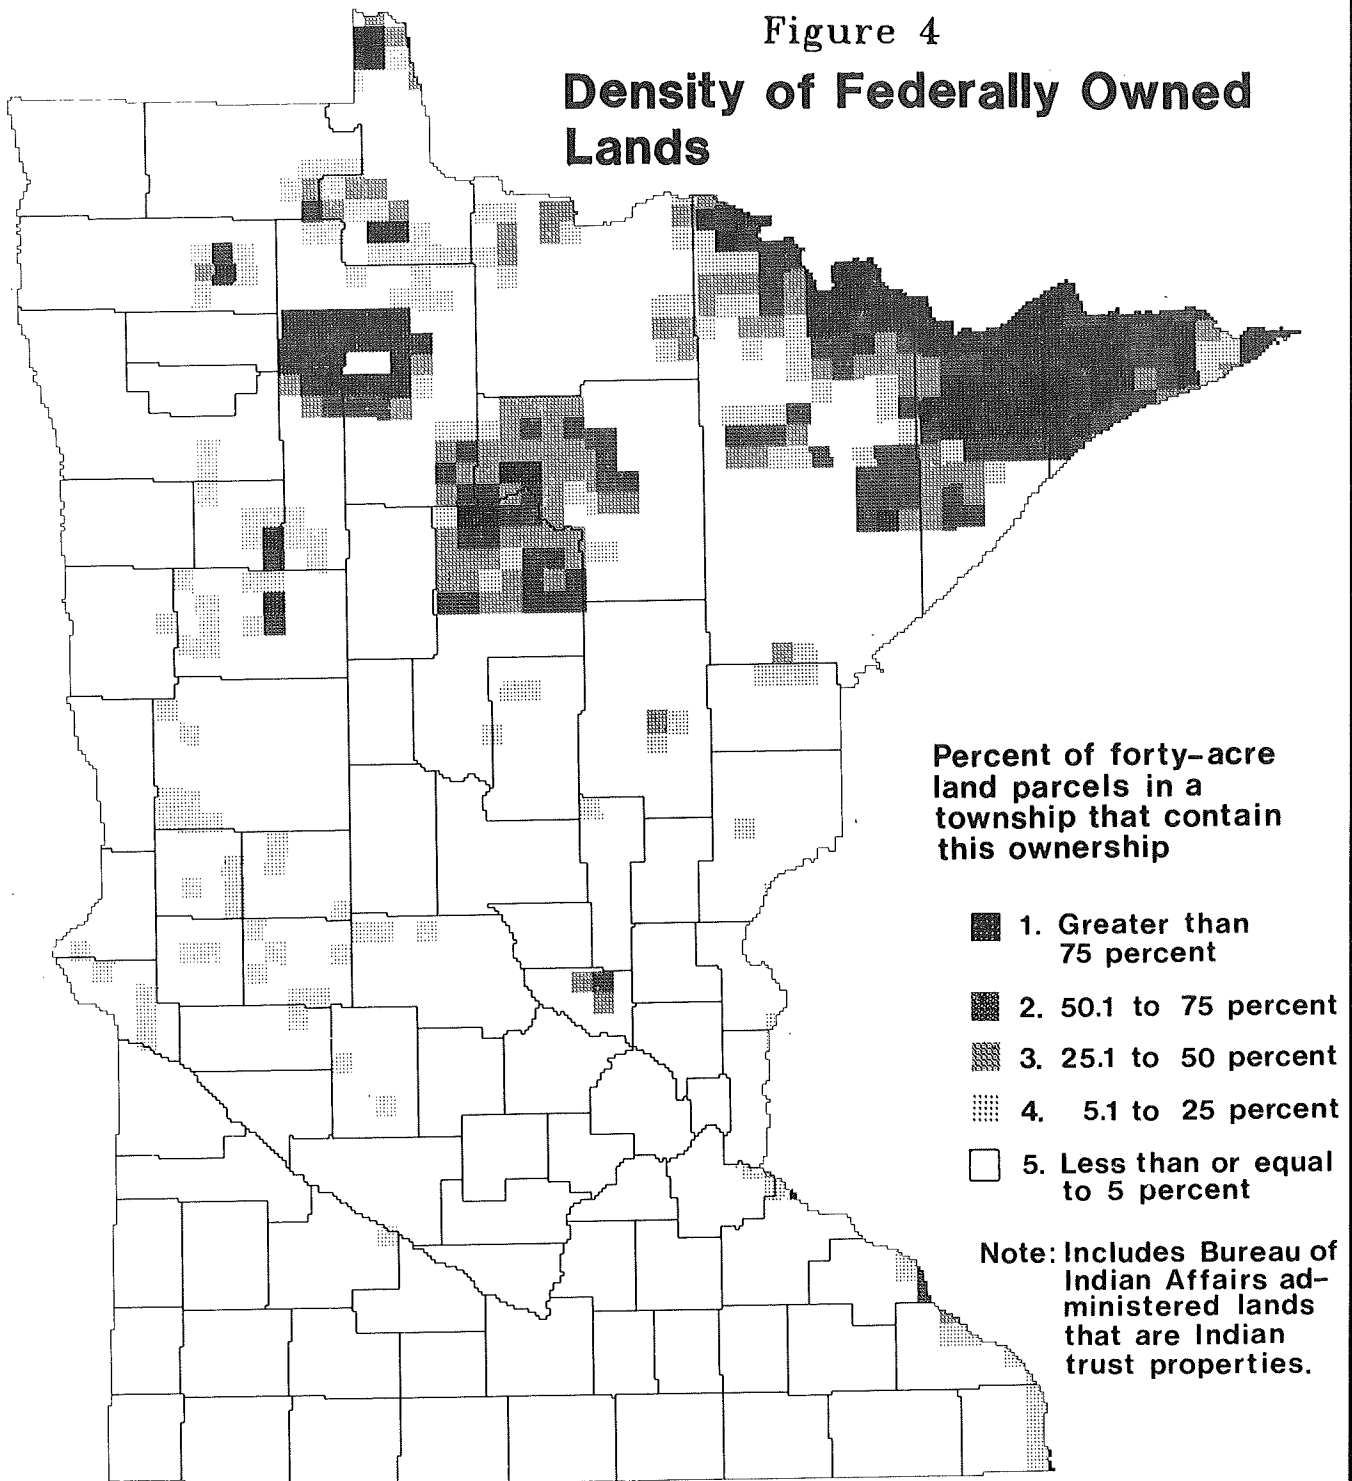 Figure 4
Density of Federally Owned
Lands
Percent of forty-acre
land parcels in a
township that contain
this ownership
1. Greater than
75 percent
2. 50.1 to 75 percent
3. 25.1 to 50 percent
4. 5.1 to 25 percent
5. Less than or equal
to 5 percent
Note: Includes Bureau of
Indian Affairs ad-
ministered lands
that are Indian
trust properties.